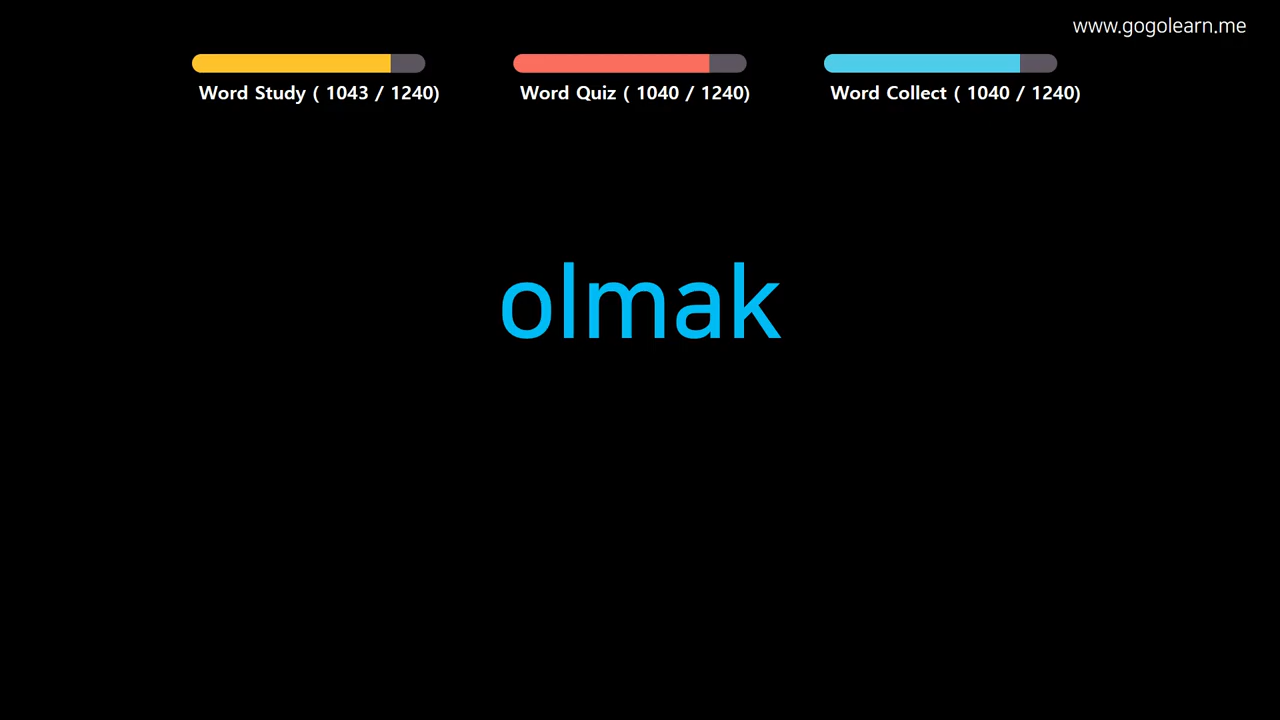 www.gogolearn.me
Word Study ( 1043 / 1240)
Word Quiz ( 1040 / 1240)
Word Collect ( 1040 / 1240)
olmak